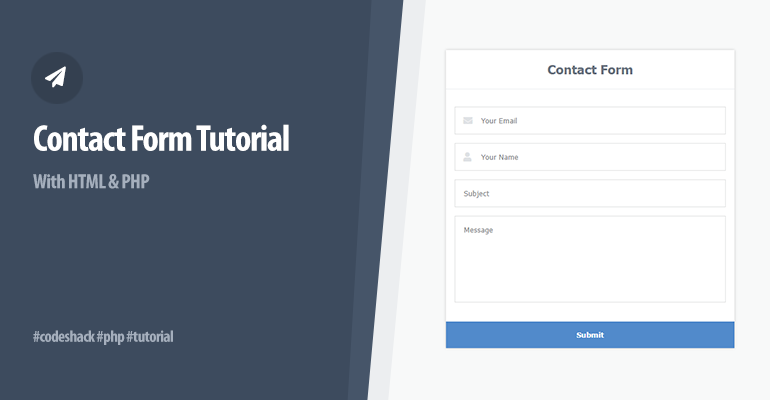 Contact Form Tutorial
With HTML & PHP
#codeshack #php #tutorial
Contact Form
Your Email
Your Name
Subject
Message
Submit